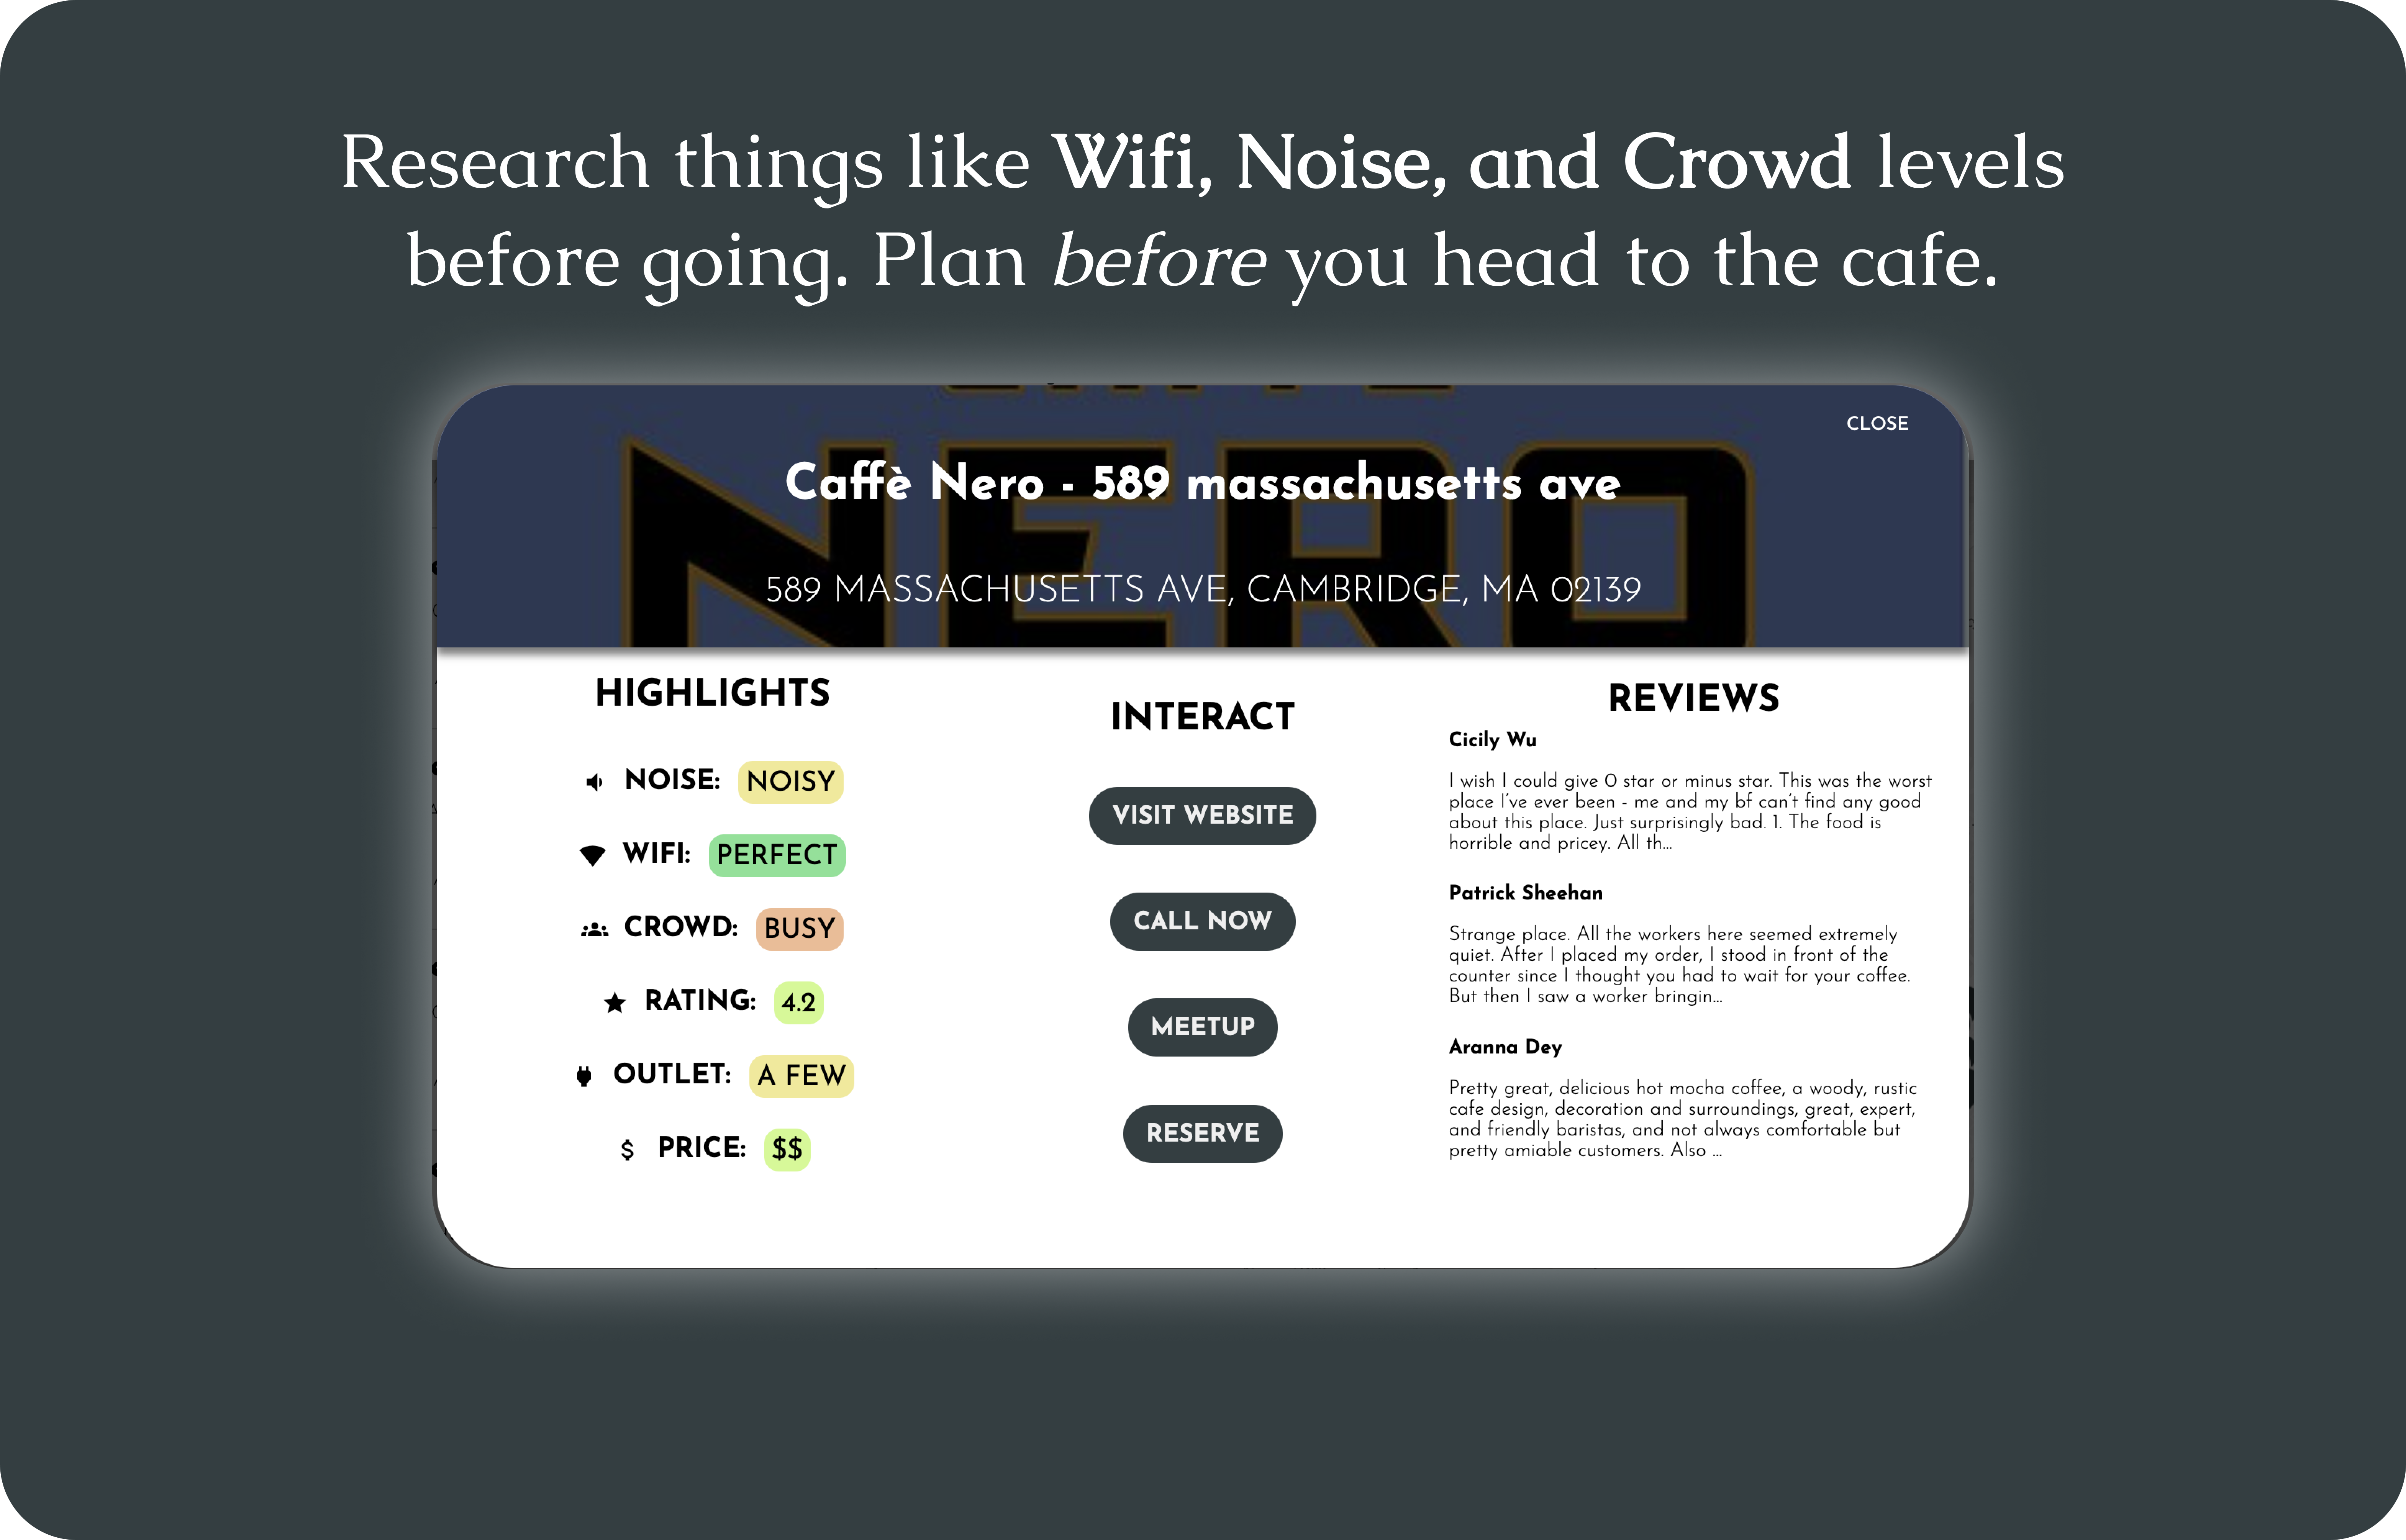 Research things like Wifi, Noise, and Crowd levels
before going. Plan before you head to the cafe.
CLOSE
NERO
Caffè Nero - 589 massachusetts ave
589 MASSACHUSETTS AVE, CAMBRIDGE, MA 02139
HIGHLIGHTS
NOISE: NOISY
WIFI: PERFECT
CROWD: BUSY
RATING: 4.2
OUTLET: A FEW
PRICE: $$
INTERACT
VISIT WEBSITE
CALL NOW
MEETUP
RESERVE
REVIEWS
Cicily Wu
I wish I could give 0 star or minus star. This was the worst
place I've ever been - me and my bf can't find any good
about this place. Just surprisingly bad. 1. The food is
horrible and pricey. All th...
Patrick Sheehan
Strange place. All the workers here seemed extremely
quiet. After I placed my order, I stood in front of the
counter since I thought you had to wait for your coffee.
But then I saw a worker bringin...
Aranna Dey
Pretty great, delicious hot mocha coffee, a woody, rustic
cafe design, decoration and surroundings, great, expert,
and friendly baristas, and not always comfortable but
pretty amiable customers. Also ...